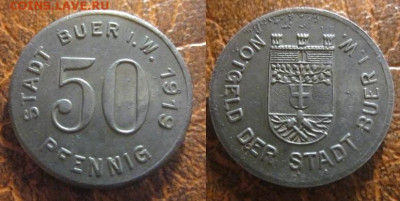 COINS.LAVE.RU
STADT BUER I.W. 1919
50
PFENNIG
NOTGELD DER STADT BUER I.W.